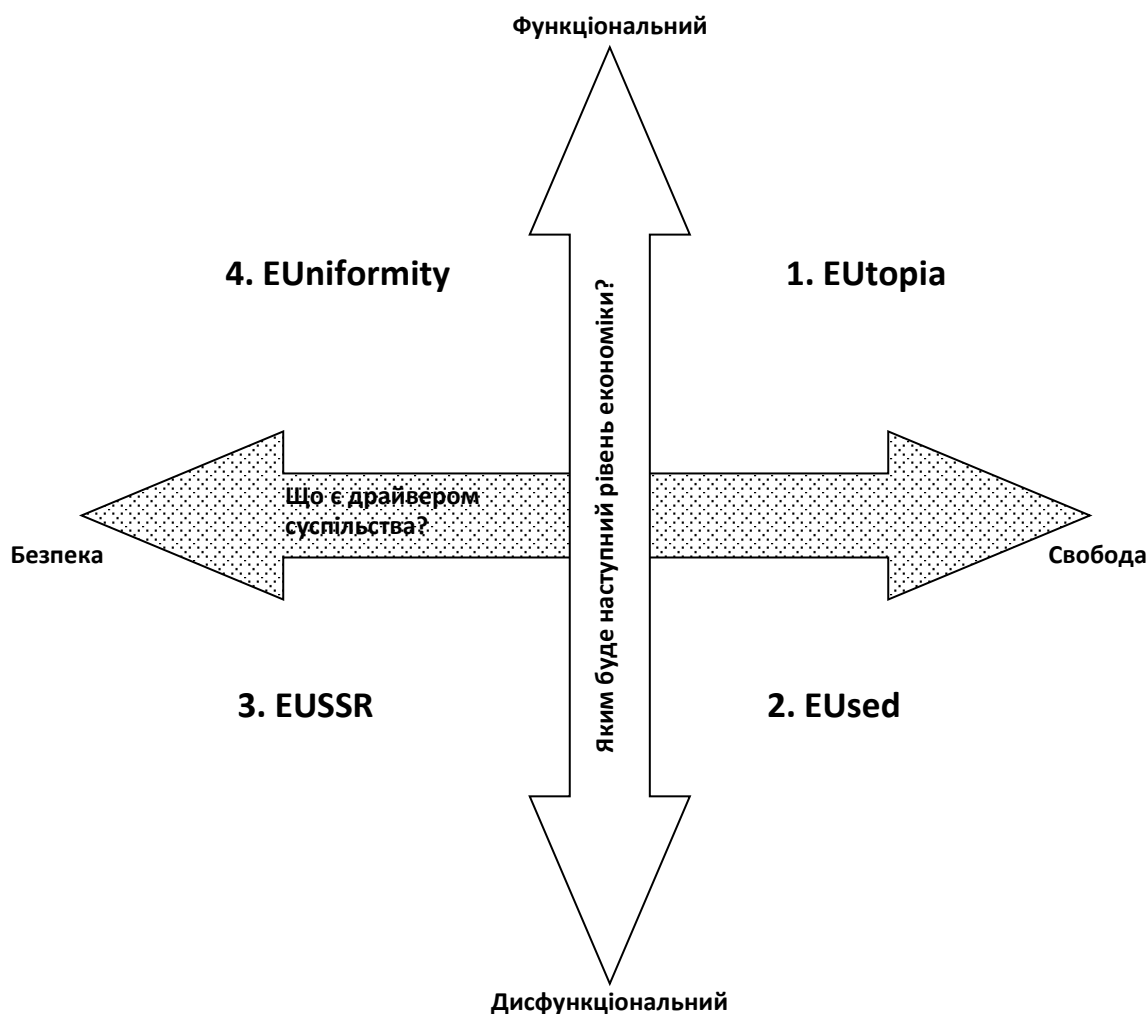 Функціональний
4. EUniformity
1. EUtopia
Яким буде наступний рівень економіки?
Що є драйвером
суспільства?
Безпека
Свобода
3. EUSSR
2. EUsed
Дисфункціональний